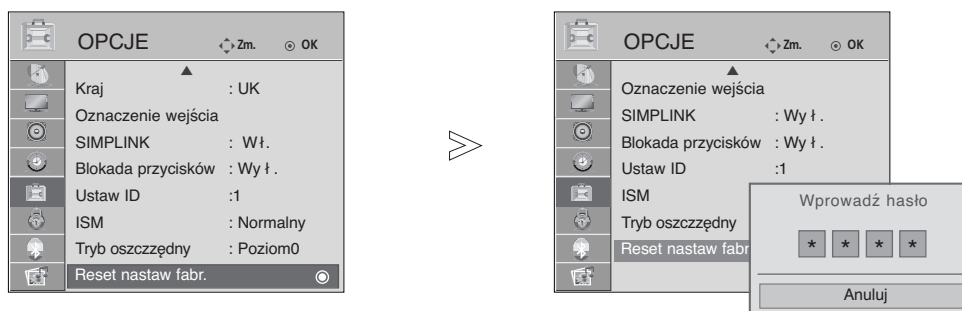 OPCJE Zm. OK
Kraj : UK
Oznaczenie wejścia
SIMPLINK : Wł.
Blokada przycisków : Wył.
Ustaw ID :1
ISM : Normalny
Tryb oszczzędny : Poziom0
Reset nastaw fabr.
OPCJE Zm. OK
Oznaczenie wejścia
SIMPLINK : Wył.
Blokada przycisków : Wył.
Ustaw ID :1
ISM
Tryb oszczędny
Reset nastaw fabr
Wprowadź hasło
* * * *
Anuluj